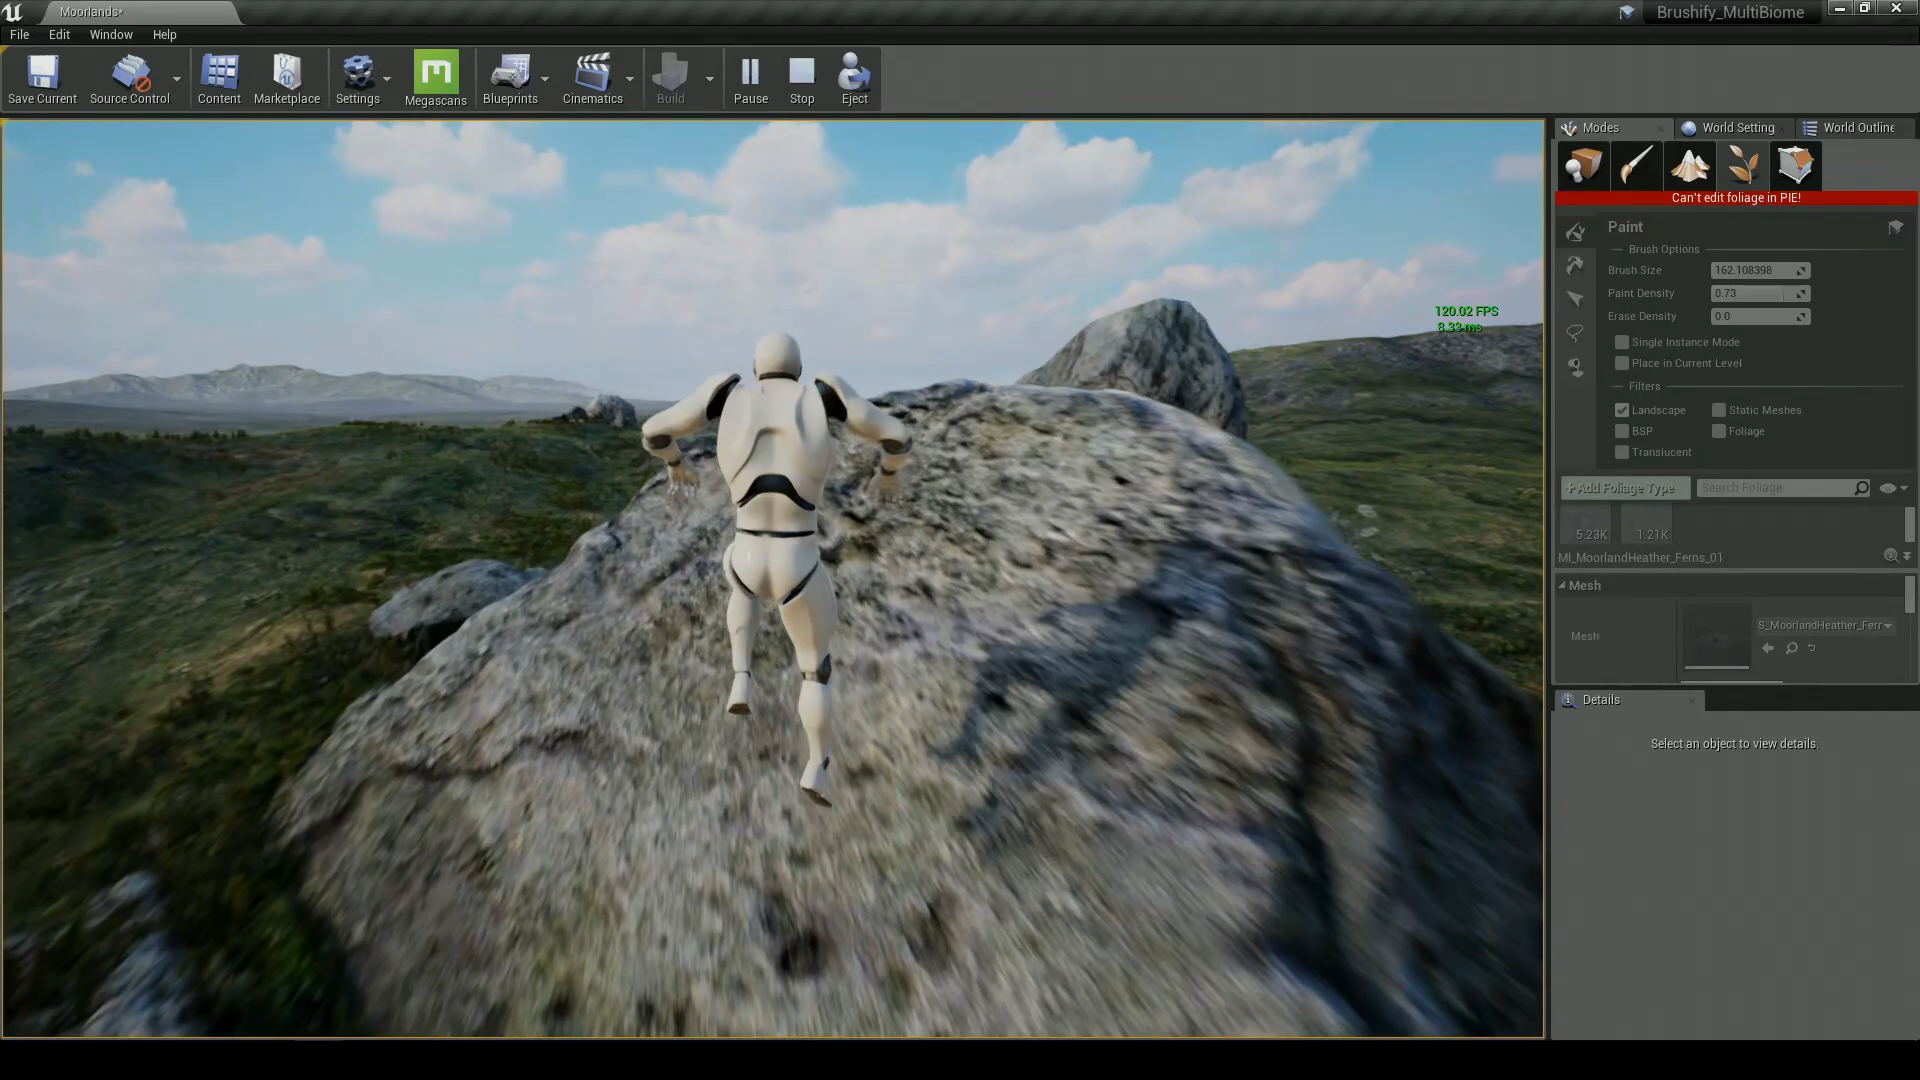 Moorlands*
Brushify_MultiBiome
File Edit Window Help
Save Current Source Control Content Marketplace Settings Megascans Blueprints Cinematics Build Pause Stop Eject
Modes World Setting World Outline
Can't edit foliage in PIE!
Paint
Brush Options
Brush Size 162.108398
Paint Density 0.73
Erase Density 0.0
Single Instance Mode
Place in Current Level
Filters
Landscape Static Meshes
BSP Foliage
Translucent
+Add Foliage Type Search Foliage
5.23K 1.21K
MI_MoorlandHeather_Ferns_01
Mesh
Mesh S_MoorlandHeather_Ferr
Details
Select an object to view details.
120.02 FPS
8.33 ms